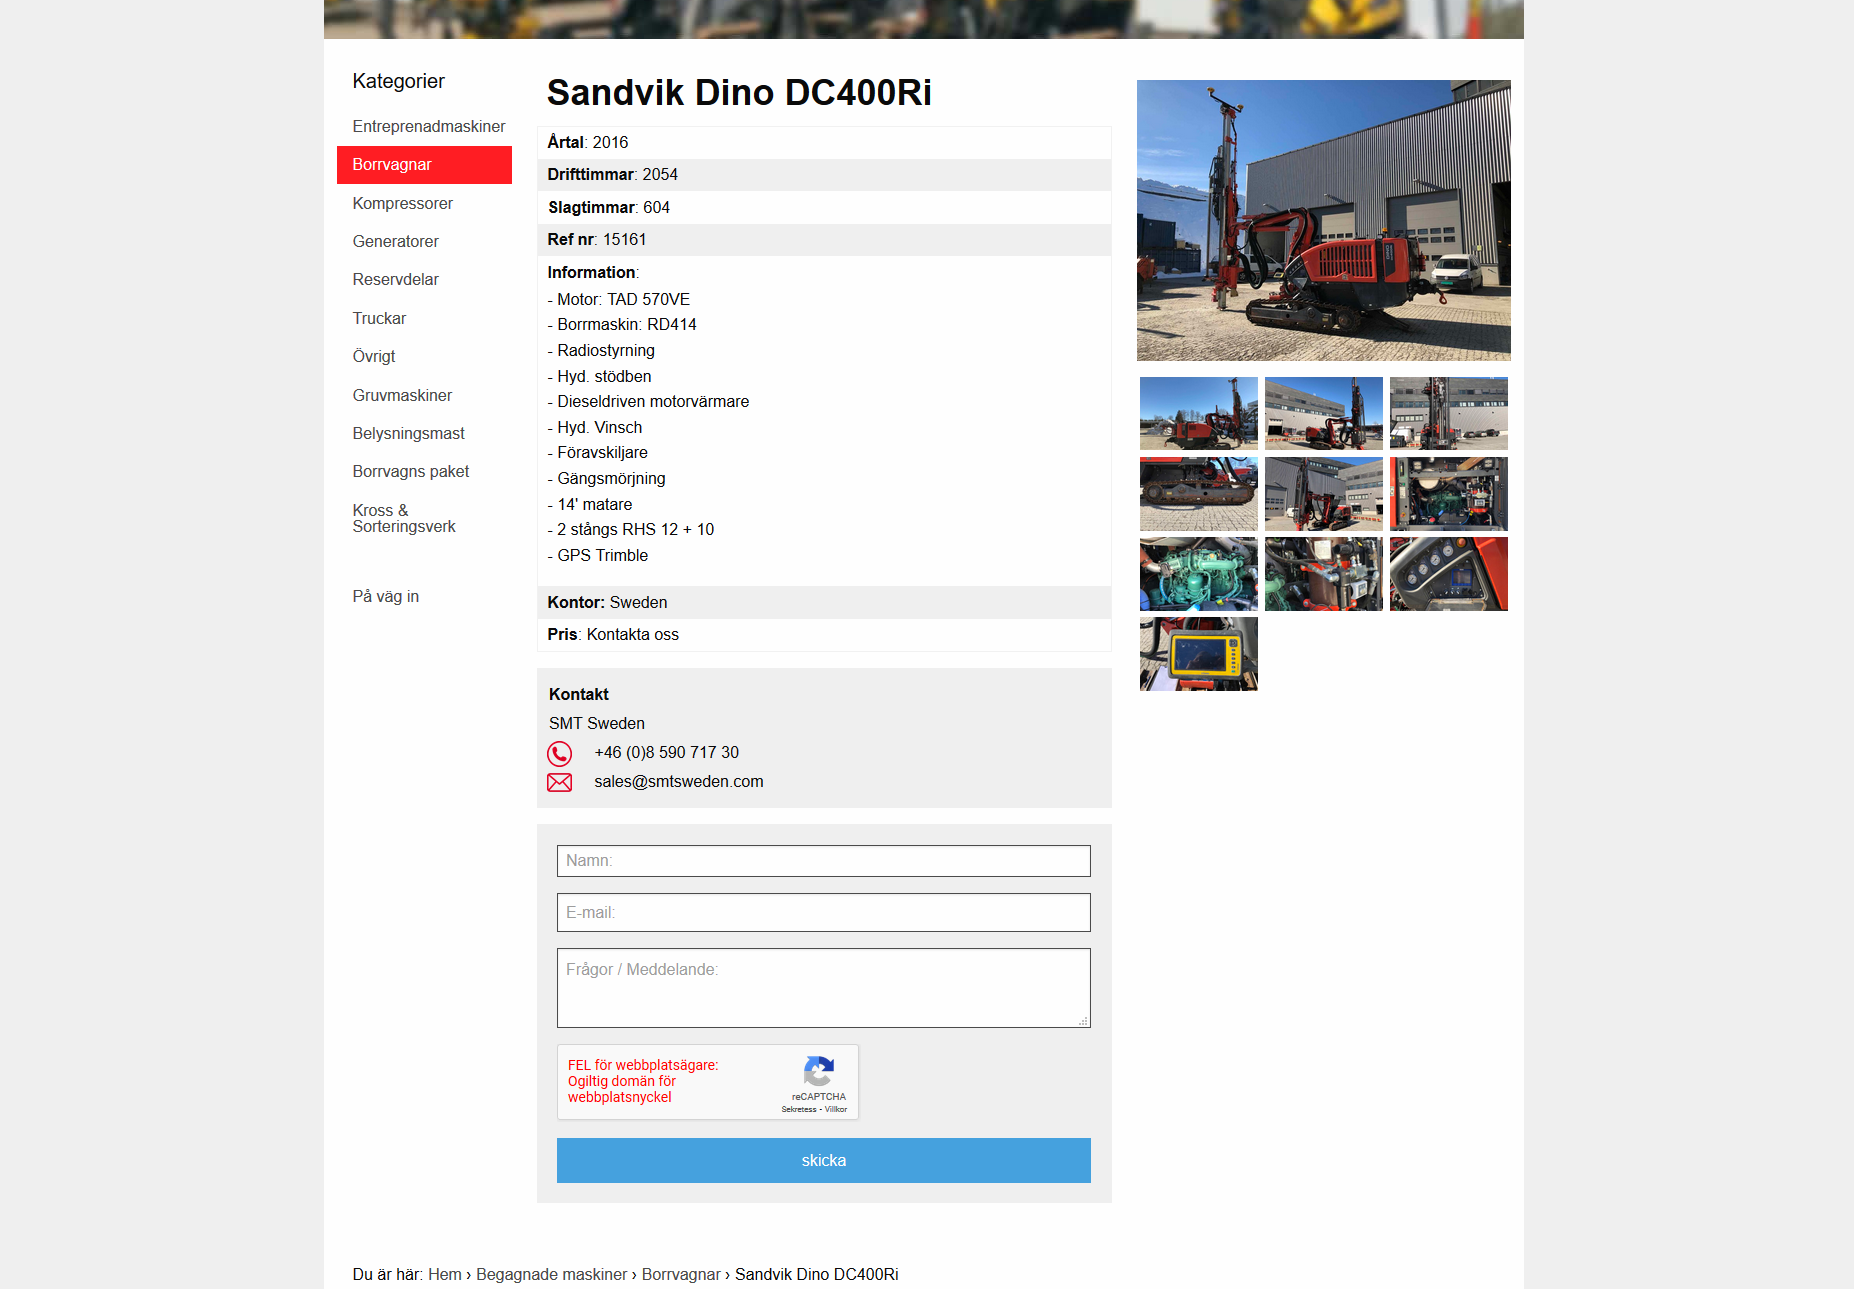 Kategorier
Entreprenadmaskiner
Borrvagnar
Kompressorer
Generatorer
Reservdelar
Truckar
Övrigt
Gruvmaskiner
Belysningsmast
Borrvagns paket
Kross &
Sorteringsverk
På väg in
Sandvik Dino DC400Ri
Årtal: 2016
Drifttimmar: 2054
Slagtimmar: 604
Ref nr: 15161
Information:
- Motor: TAD 570VE
- Borrmaskin: RD414
- Radiostyrning
- Hyd. stödben
- Dieseldriven motorvärmare
- Hyd. Vinsch
- Föravskiljare
- Gängsmörjning
- 14' matare
- 2 stångs RHS 12 + 10
- GPS Trimble
Kontor: Sweden
Pris: Kontakta oss
Kontakt
SMT Sweden
+46 (0)8 590 717 30
sales@smtsweden.com
Namn:
E-mail:
Frågor / Meddelande:
FEL för webbplatsägare:
Ogiltig domän för
webbplatsnyckel
reCAPTCHA
Sekretess - Villkor
skicka
Du är här: Hem › Begagnade maskiner › Borrvagnar › Sandvik Dino DC400Ri